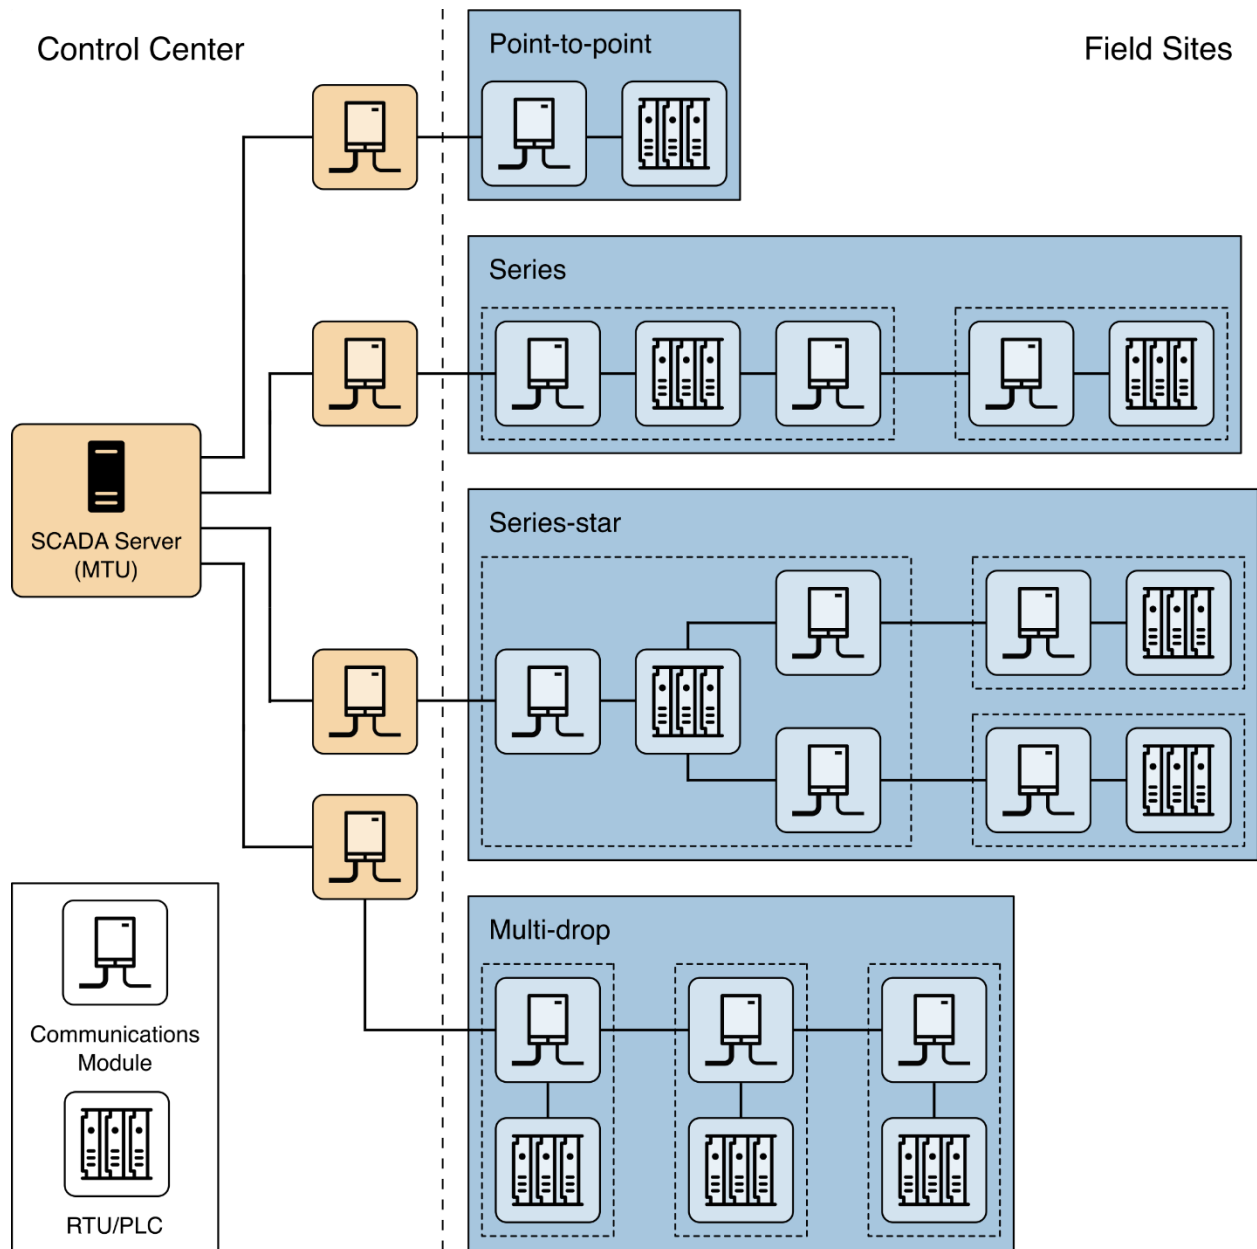 Control Center
Point-to-point
Field Sites
Series
SCADA Server
(MTU)
Series-star
Multi-drop
Communications
Module
RTU/PLC